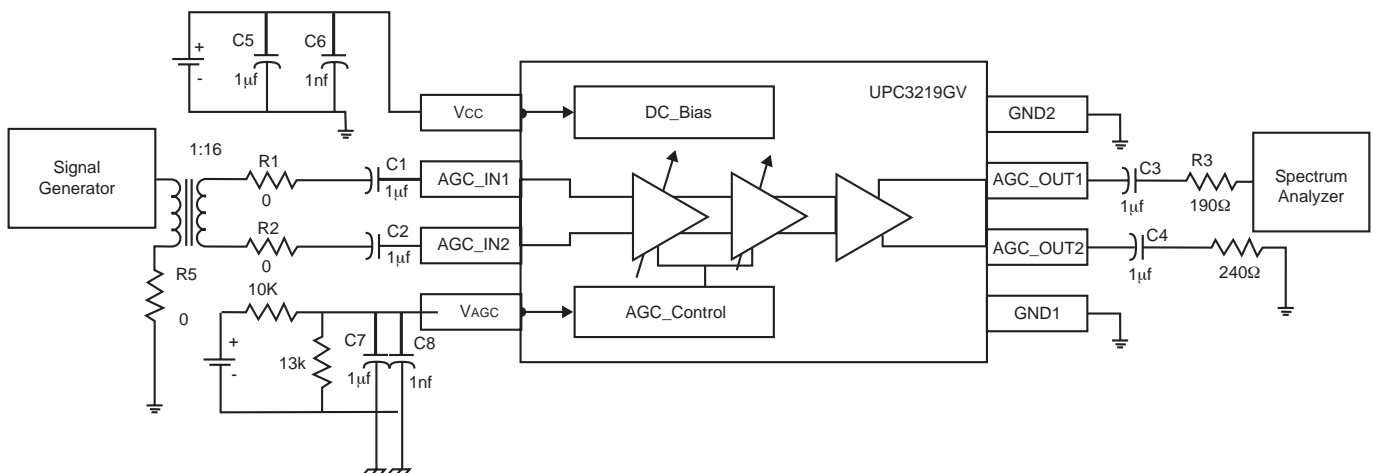 +
-
C5
1μf
C6
1nf
UPC3219GV
VCC
DC_Bias
GND2
Signal
Generator
1:16
R1
0
C1
1μf
AGC_IN1
AGC_OUT1
C3
1μf
R3
190Ω
Spectrum
Analyzer
R2
0
C2
1μf
AGC_IN2
AGC_OUT2
C4
1μf
240Ω
R5
0
10K
VAGC
AGC_Control
GND1
+
-
13k
C7
1μf
C8
1nf